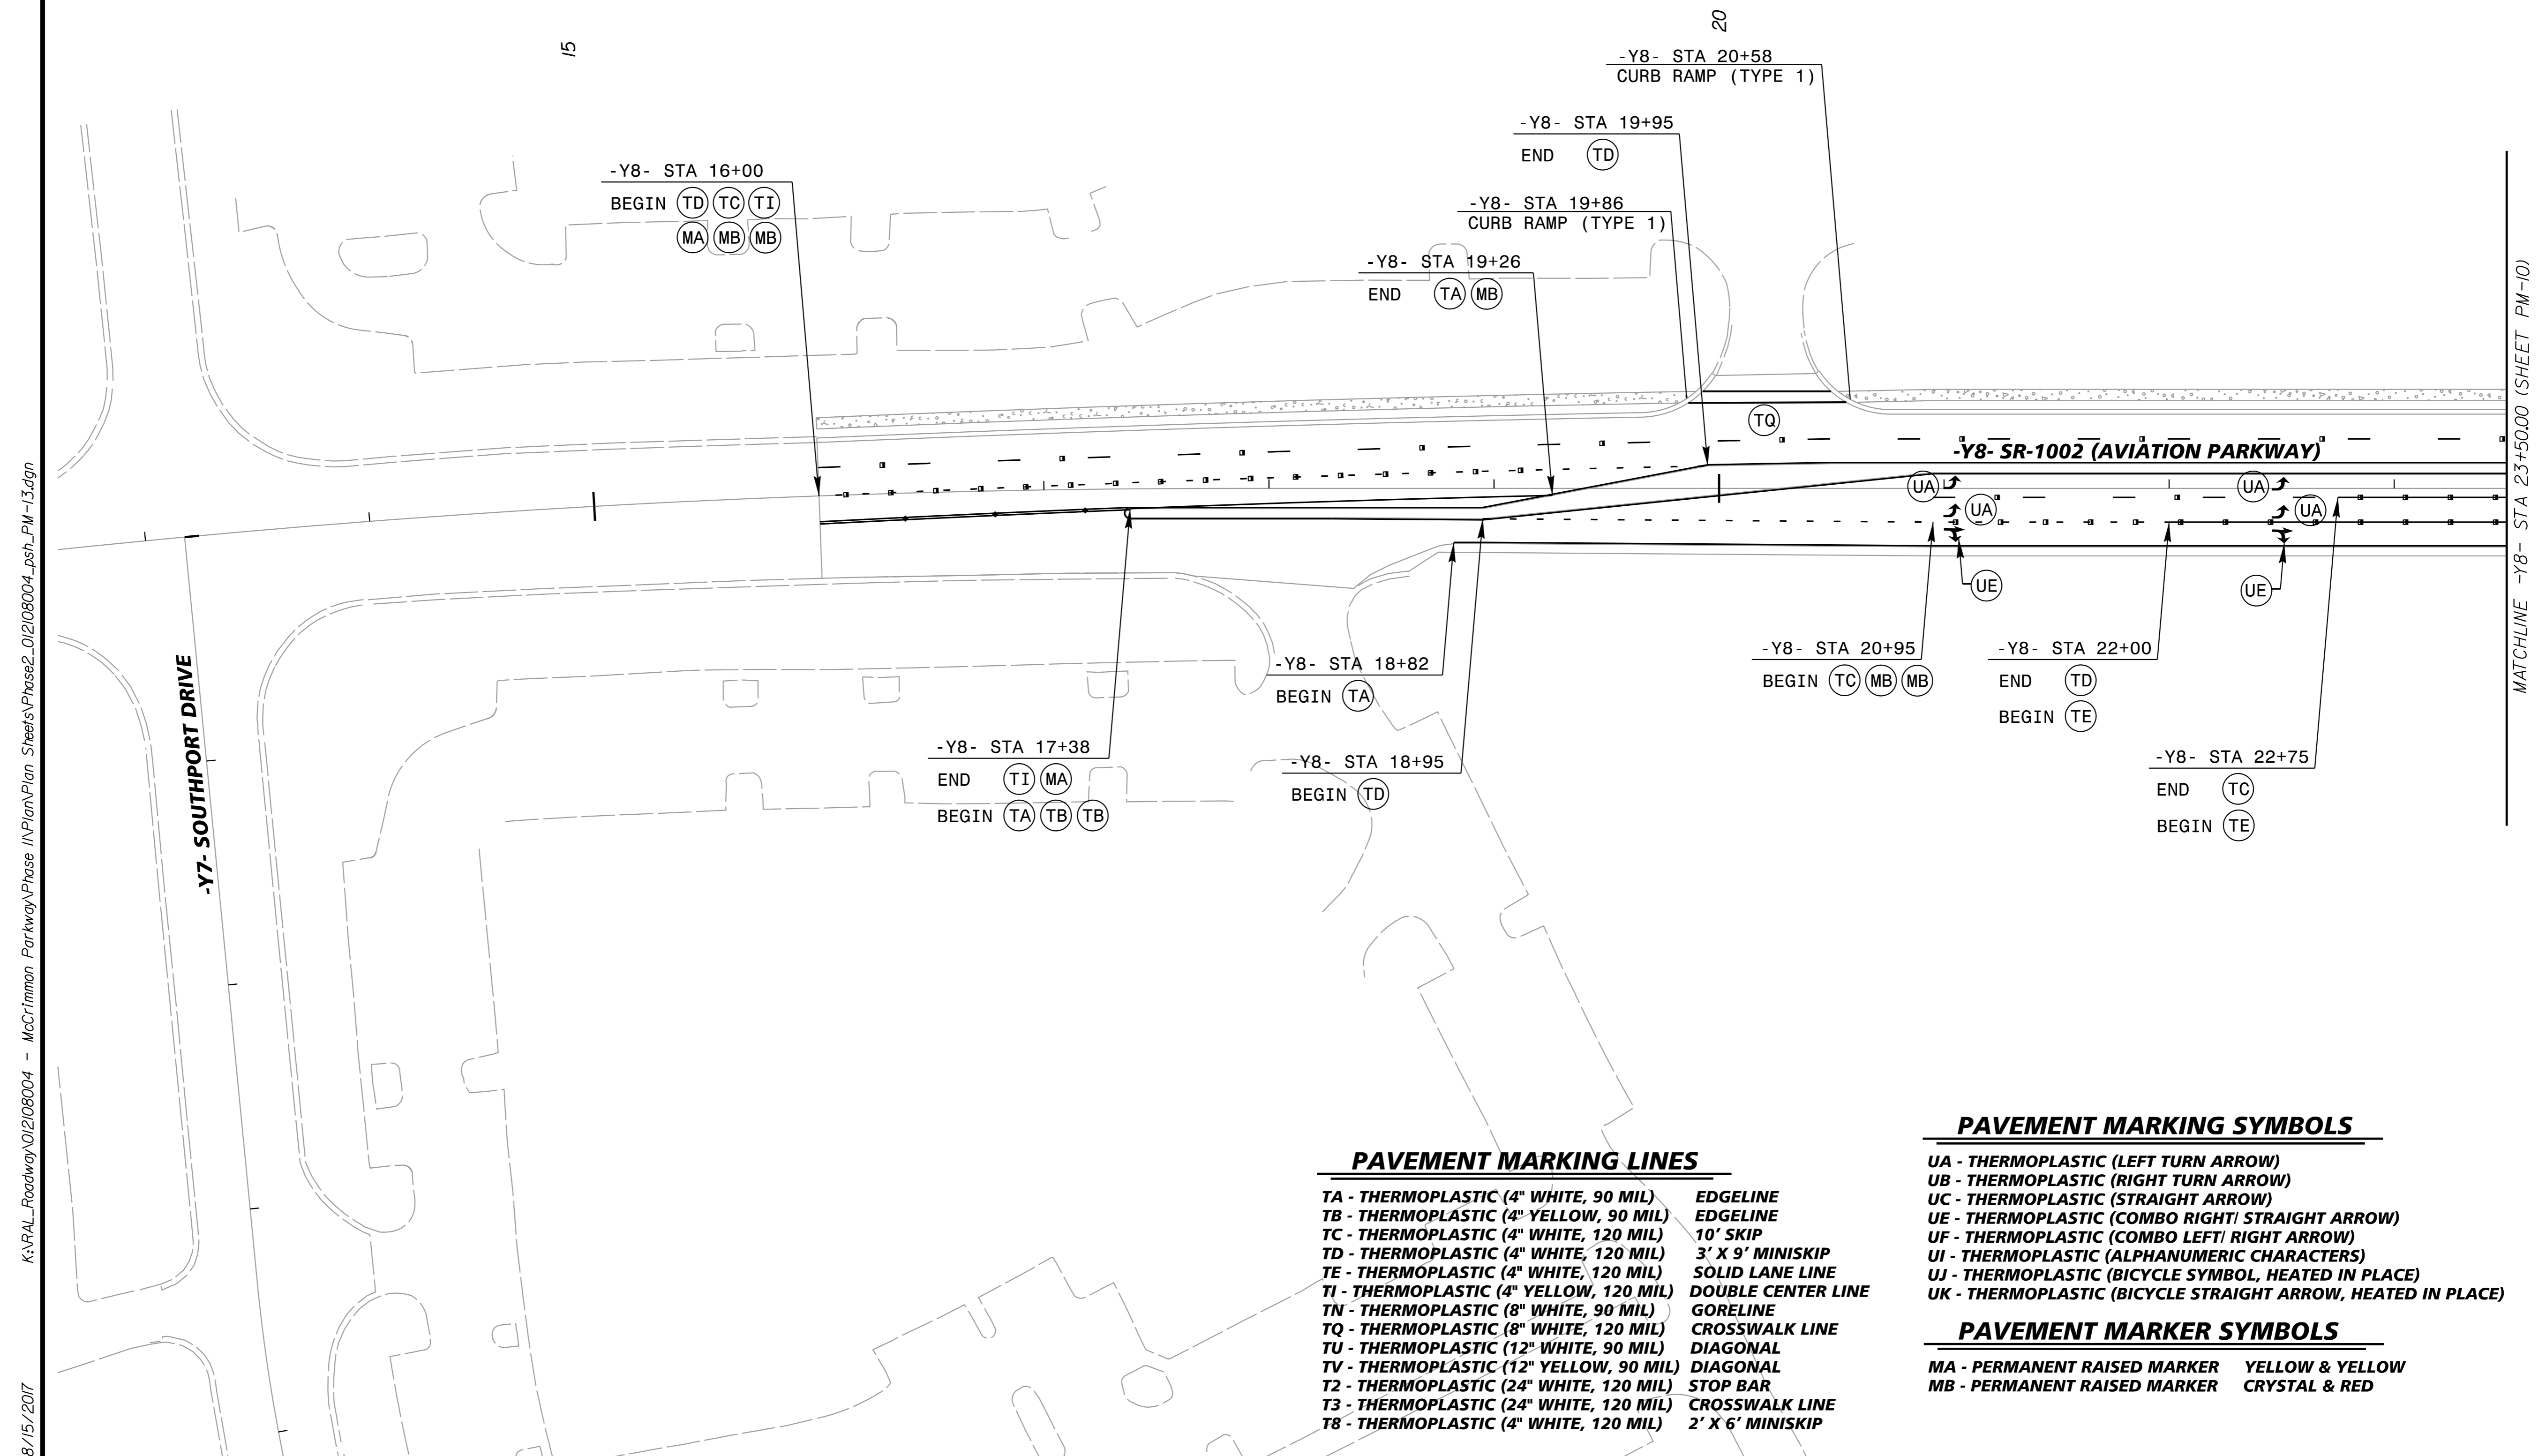 15
20
-Y8- STA 20+58
CURB RAMP (TYPE 1)
-Y8- STA 19+95
END TD
-Y8- STA 16+00
BEGIN TD TC TI
MA MB MB
-Y8- STA 19+86
CURB RAMP (TYPE 1)
-Y8- STA 19+26
END TA MB
TQ
-Y8- SR-1002 (AVIATION PARKWAY)
UA
UA
UA
UA
UE
UE
MATCHLINE -Y8- STA 23+50.00 (SHEET PM-10)
-Y8- STA 20+95
BEGIN TC MB MB
-Y8- STA 22+00
END TD
BEGIN TE
-Y8- STA 18+82
BEGIN TA
-Y8- STA 17+38
END TI MA
BEGIN TA TB TB
-Y8- STA 18+95
BEGIN TD
-Y8- STA 22+75
END TC
BEGIN TE
-Y7- SOUTHPORT DRIVE
K:\RAL_Roadway\012108004 - McCrimmon Parkway\Phase II\Plan\Plan Sheets\Phase2_012108004_psh_PM-13.dgn
8/15/2017
PAVEMENT MARKING LINES
TA - THERMOPLASTIC (4" WHITE, 90 MIL) EDGELINE
TB - THERMOPLASTIC (4" YELLOW, 90 MIL) EDGELINE
TC - THERMOPLASTIC (4" WHITE, 120 MIL) 10' SKIP
TD - THERMOPLASTIC (4" WHITE, 120 MIL) 3' X 9' MINISKIP
TE - THERMOPLASTIC (4" WHITE, 120 MIL) SOLID LANE LINE
TI - THERMOPLASTIC (4" YELLOW, 120 MIL) DOUBLE CENTER LINE
TN - THERMOPLASTIC (8" WHITE, 90 MIL) GORELINE
TQ - THERMOPLASTIC (8" WHITE, 120 MIL) CROSSWALK LINE
TU - THERMOPLASTIC (12" WHITE, 90 MIL) DIAGONAL
TV - THERMOPLASTIC (12" YELLOW, 90 MIL) DIAGONAL
T2 - THERMOPLASTIC (24" WHITE, 120 MIL) STOP BAR
T3 - THERMOPLASTIC (24" WHITE, 120 MIL) CROSSWALK LINE
T8 - THERMOPLASTIC (4" WHITE, 120 MIL) 2' X 6' MINISKIP
PAVEMENT MARKING SYMBOLS
UA - THERMOPLASTIC (LEFT TURN ARROW)
UB - THERMOPLASTIC (RIGHT TURN ARROW)
UC - THERMOPLASTIC (STRAIGHT ARROW)
UE - THERMOPLASTIC (COMBO RIGHT/ STRAIGHT ARROW)
UF - THERMOPLASTIC (COMBO LEFT/ RIGHT ARROW)
UI - THERMOPLASTIC (ALPHANUMERIC CHARACTERS)
UJ - THERMOPLASTIC (BICYCLE SYMBOL, HEATED IN PLACE)
UK - THERMOPLASTIC (BICYCLE STRAIGHT ARROW, HEATED IN PLACE)
PAVEMENT MARKER SYMBOLS
MA - PERMANENT RAISED MARKER YELLOW & YELLOW
MB - PERMANENT RAISED MARKER CRYSTAL & RED